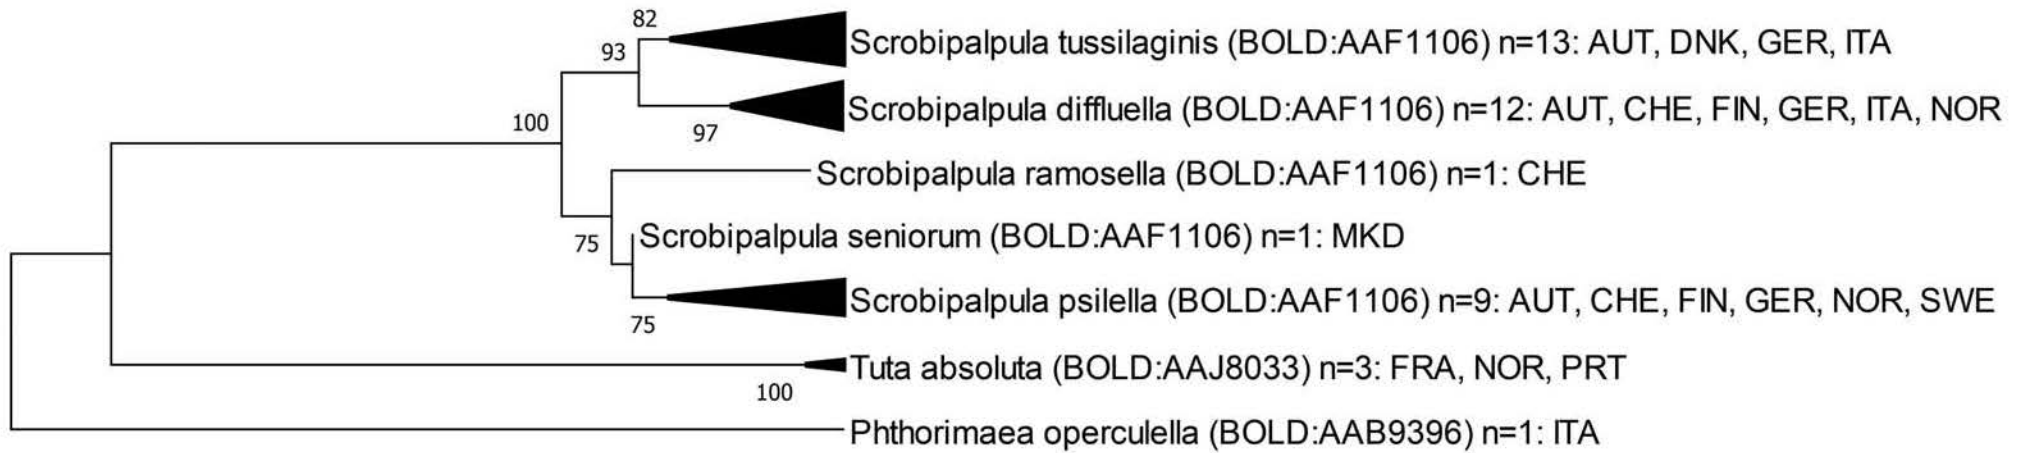 82
Scrobipalpula tussilaginis (BOLD:AAF1106) n=13: AUT, DNK, GER, ITA
93
Scrobipalpula diffluella (BOLD:AAF1106) n=12: AUT, CHE, FIN, GER, ITA, NOR
100
97
Scrobipalpula ramosella (BOLD:AAF1106) n=1: CHE
Scrobipalpula seniorum (BOLD:AAF1106) n=1: MKD
75
Scrobipalpula psilella (BOLD:AAF1106) n=9: AUT, CHE, FIN, GER, NOR, SWE
75
Tuta absoluta (BOLD:AAJ8033) n=3: FRA, NOR, PRT
100
Phthorimaea operculella (BOLD:AAB9396) n=1: ITA